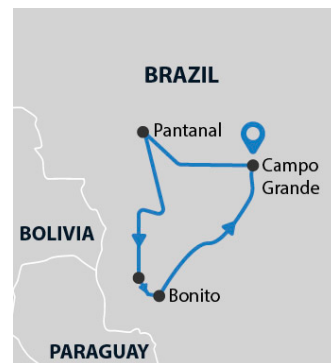 BRAZIL
Pantanal
Campo
Grande
BOLIVIA
Bonito
PARAGUAY